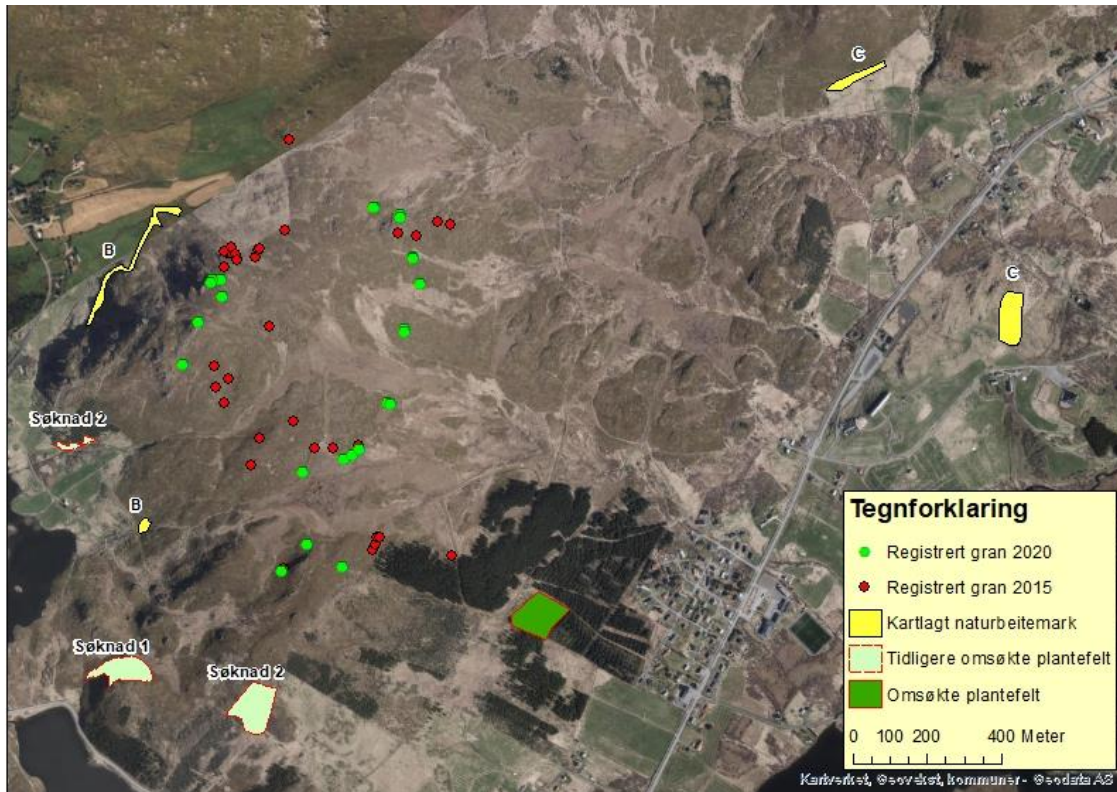 C
B
C
Søknad 2
B
Søknad 1
Søknad 2
Tegnforklaring
Registrert gran 2020
Registrert gran 2015
Kartlagt naturbeitemark
Tidligere omsøkte plantefelt
Omsøkte plantefelt
0 100 200 400 Meter
Kartverket, Geovekst, kommuner - Geodata AS